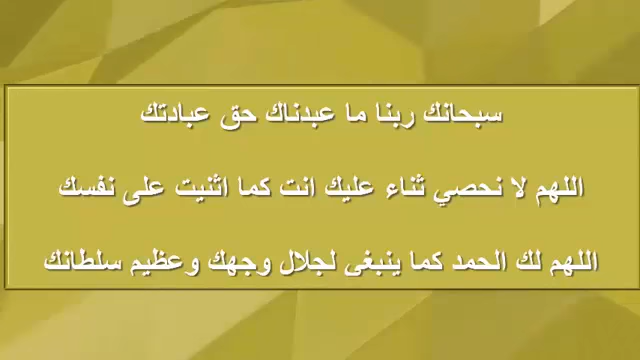 سبحانك ربنا ما عبدناك حق عبادتك
اللهم لا نحصي ثناء عليك انت كما اثنيت على نفسك
اللهم لك الحمد كما ينبغى لجلال وجهك وعظيم سلطانك